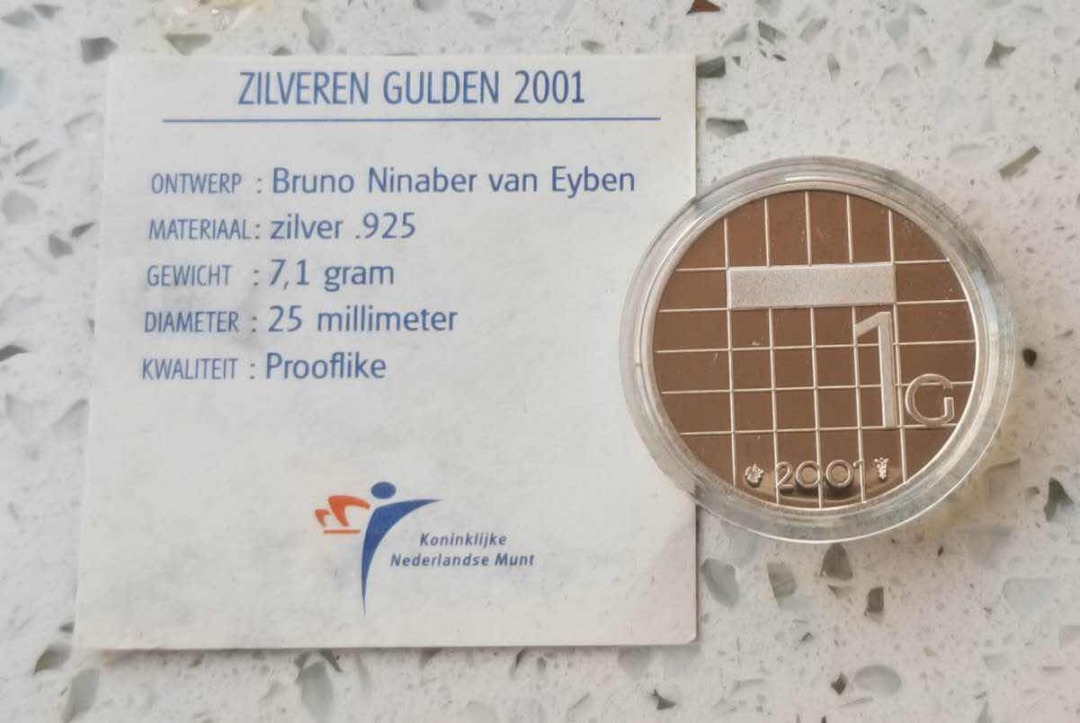 ZILVEREN GULDEN 2001
ONTWERP : Bruno Ninaber van Eyben
MATERIAAL: zilver .925
GEWICHT : 7,1 gram
DIAMETER : 25 millimeter
KWALITEIT : Prooflike
Koninklijke
Nederlandse Munt
1 G
2001